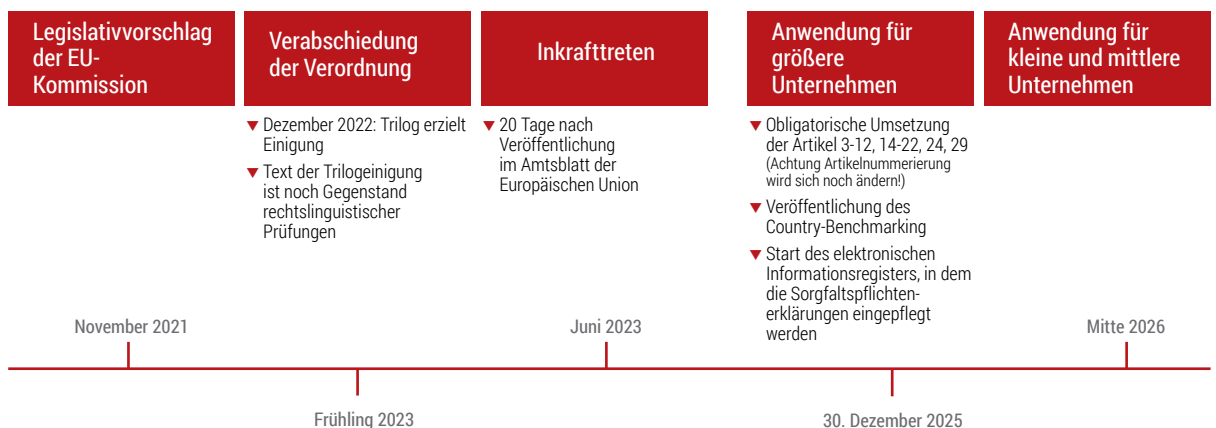 Legislativvorschlag
der EU-
Kommission
Verabschiedung
der Verordnung
Inkrafttreten
Anwendung für
größere
Unternehmen
Anwendung für
kleine und mittlere
Unternehmen
▼ Dezember 2022: Trilog erzielt
Einigung
▼ Text der Trilogeinigung
ist noch Gegenstand
rechtslinguistischer
Prüfungen
▼ 20 Tage nach
Veröffentlichung
im Amtsblatt der
Europäischen Union
▼ Obligatorische Umsetzung
der Artikel 3-12, 14-22, 24, 29
(Achtung Artikelnummerierung
wird sich noch ändern!)
▼ Veröffentlichung des
Country-Benchmarking
▼ Start des elektronischen
Informationsregisters, in dem
die Sorgfaltspflichten-
erklärungen eingepflegt
werden
November 2021
Juni 2023
Mitte 2026
Frühling 2023
30. Dezember 2025